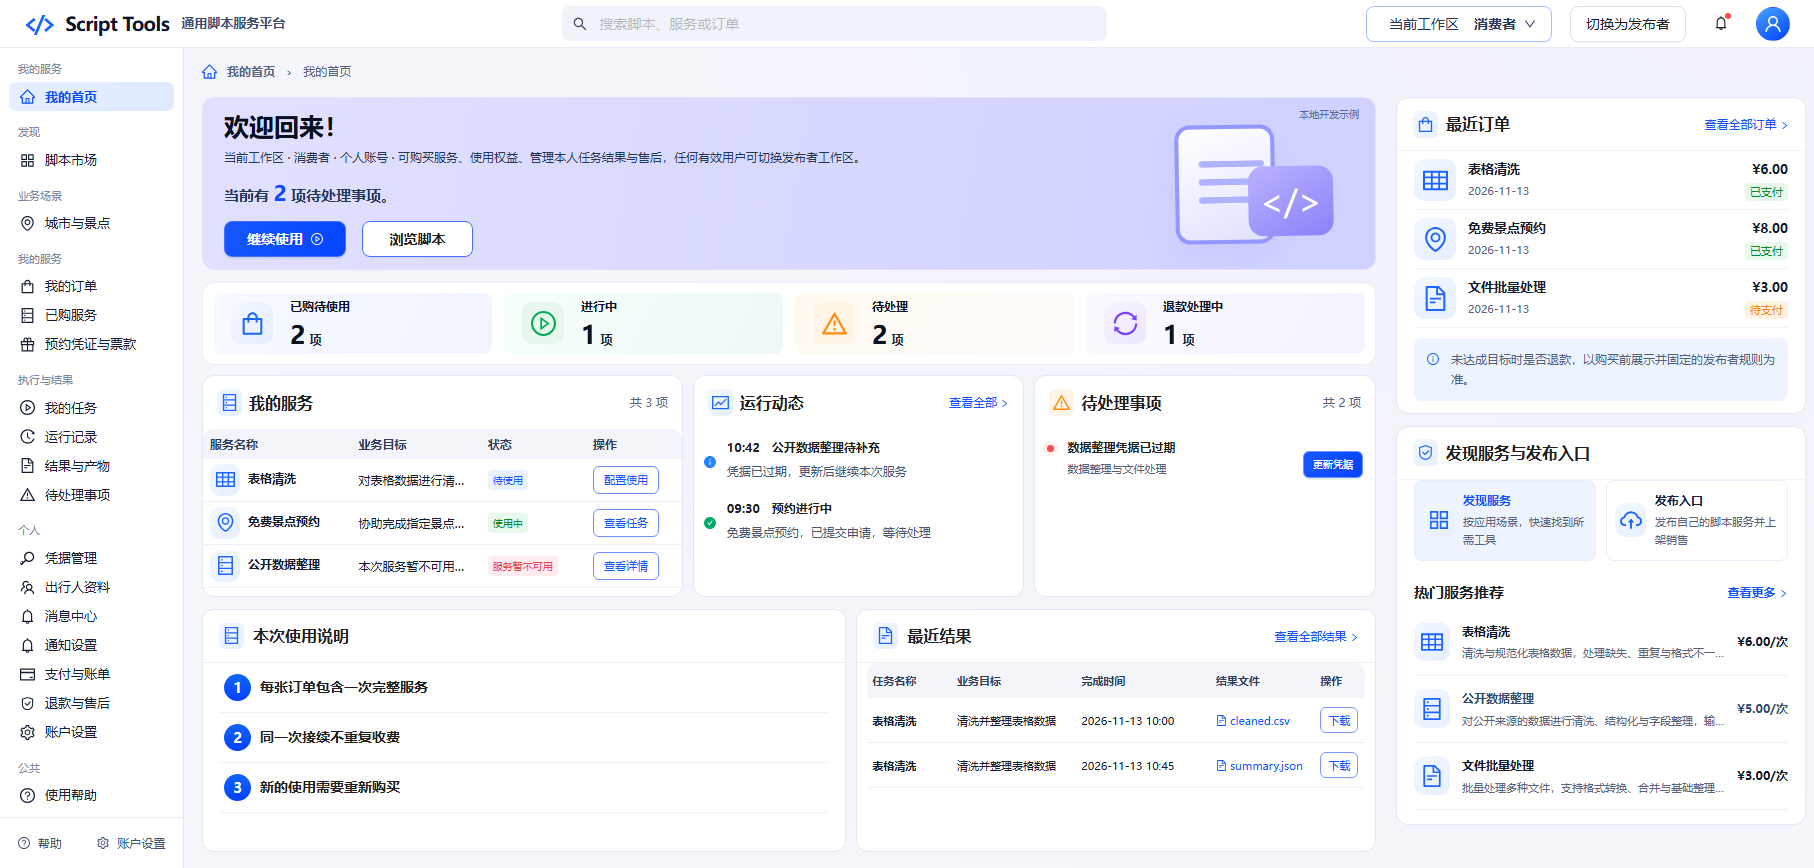 Script Tools 通用脚本服务平台
搜索脚本、服务或订单
当前工作区 消费者
切换为发布者
我的服务
我的首页
发现
脚本市场
业务场景
城市与景点
我的服务
我的订单
已购服务
预约凭证与票款
执行与结果
我的任务
运行记录
结果与产物
待处理事项
个人
凭据管理
出行人资料
消息中心
通知设置
支付与账单
退款与售后
账户设置
公共
使用帮助
帮助 账户设置
我的首页 › 我的首页
欢迎回来！
本地开发示例
当前工作区 · 消费者 · 个人账号 · 可购买服务、使用权益、管理本人任务结果与售后，任何有效用户可切换发布者工作区。
当前有 2 项待处理事项。
继续使用
浏览脚本
</>
已购待使用
2 项
进行中
1 项
待处理
2 项
退款处理中
1 项
我的服务 共 3 项
服务名称 业务目标 状态 操作
表格清洗 对表格数据进行清... 待使用 配置使用
免费景点预约 协助完成指定景点... 使用中 查看任务
公开数据整理 本次服务暂不可用... 服务暂不可用 查看详情
运行动态 查看全部 >
10:42 公开数据整理待补充
凭据已过期，更新后继续本次服务
09:30 预约进行中
免费景点预约，已提交申请，等待处理
待处理事项 共 2 项
数据整理凭据已过期
数据整理与文件处理
更新凭据
本次使用说明
1 每张订单包含一次完整服务
2 同一次接续不重复收费
3 新的使用需要重新购买
最近结果 查看全部结果 >
任务名称 业务目标 完成时间 结果文件 操作
表格清洗 清洗并整理表格数据 2026-11-13 10:00 cleaned.csv 下载
表格清洗 清洗并整理表格数据 2026-11-13 10:45 summary.json 下载
最近订单 查看全部订单 >
表格清洗 ¥6.00
2026-11-13 已支付
免费景点预约 ¥8.00
2026-11-13 已支付
文件批量处理 ¥3.00
2026-11-13 待支付
未达成目标时是否退款，以购买前展示并固定的发布者规则为
准。
发现服务与发布入口
发现服务
按应用场景，快速找到所
需工具
发布入口
发布自己的脚本服务并上
架销售
热门服务推荐 查看更多 >
表格清洗
清洗与规范化表格数据，处理缺失、重复与格式不一...
¥6.00/次
公开数据整理
对公开来源的数据进行清洗、结构化与字段整理，输...
¥5.00/次
文件批量处理
批量处理多种文件，支持格式转换、合并与基础整理...
¥3.00/次